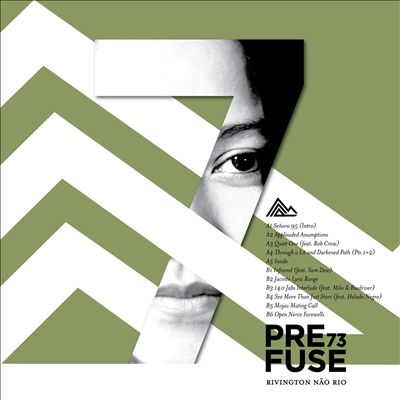 7
A1 Señora 95 (Intro)
A2 Applauded Assumptions
A3 Quiet One (feat. Rob Crow)
A4 Through a Lit and Darkened Path (Pts. 1+2)
A5 Inside
B1 Infrared (feat. Sam Dew)
B2 Jacinto Lyric Range
B3 140 Jabs Interlude (feat. Milo & Busdriver)
B4 See More Than Just Stars (feat. Helado Negro)
B5 Mojav Mating Call
B6 Open Nerve Farewells
PRE73
FUSE
RIVINGTON NÃO RIO